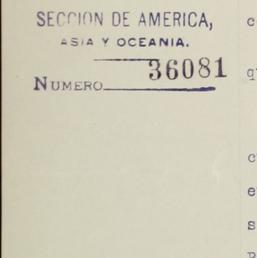 SECCION DE AMERICA,
ASIA Y OCEANIA.
NUMERO 36081